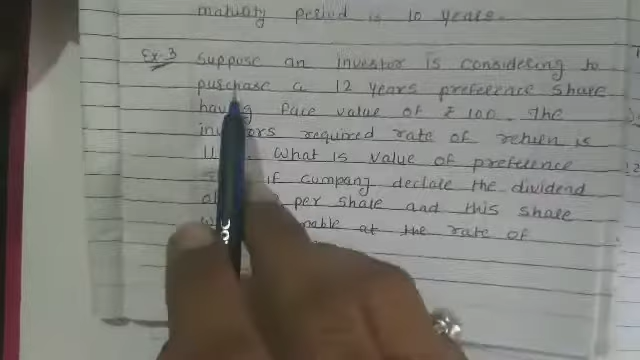 maturity period is 10 years.
Ex-3 Suppose an investor is considering to
purchase a 12 years preference share
having face value of ₹ 100. The
investors required rate of return is
11 . What is value of preference
if company declare the dividend
per share and this share
at the rate of